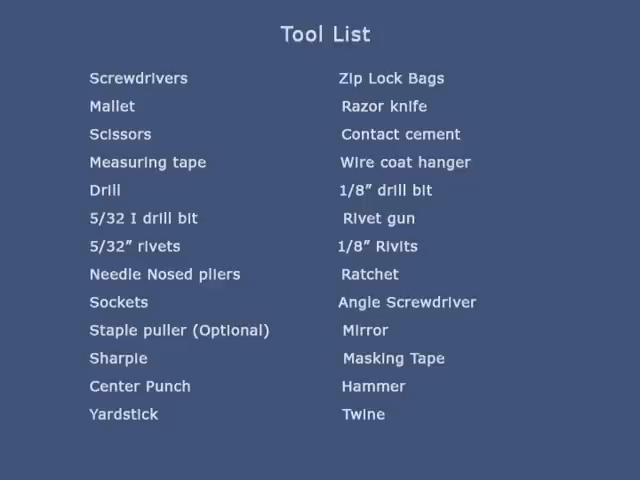 Tool List
Screwdrivers
Mallet
Scissors
Measuring tape
Drill
5/32 I drill bit
5/32” rivets
Needle Nosed pliers
Sockets
Staple puller (Optional)
Sharpie
Center Punch
Yardstick
Zip Lock Bags
Razor knife
Contact cement
Wire coat hanger
1/8” drill bit
Rivet gun
1/8” Rivits
Ratchet
Angle Screwdriver
Mirror
Masking Tape
Hammer
Twine